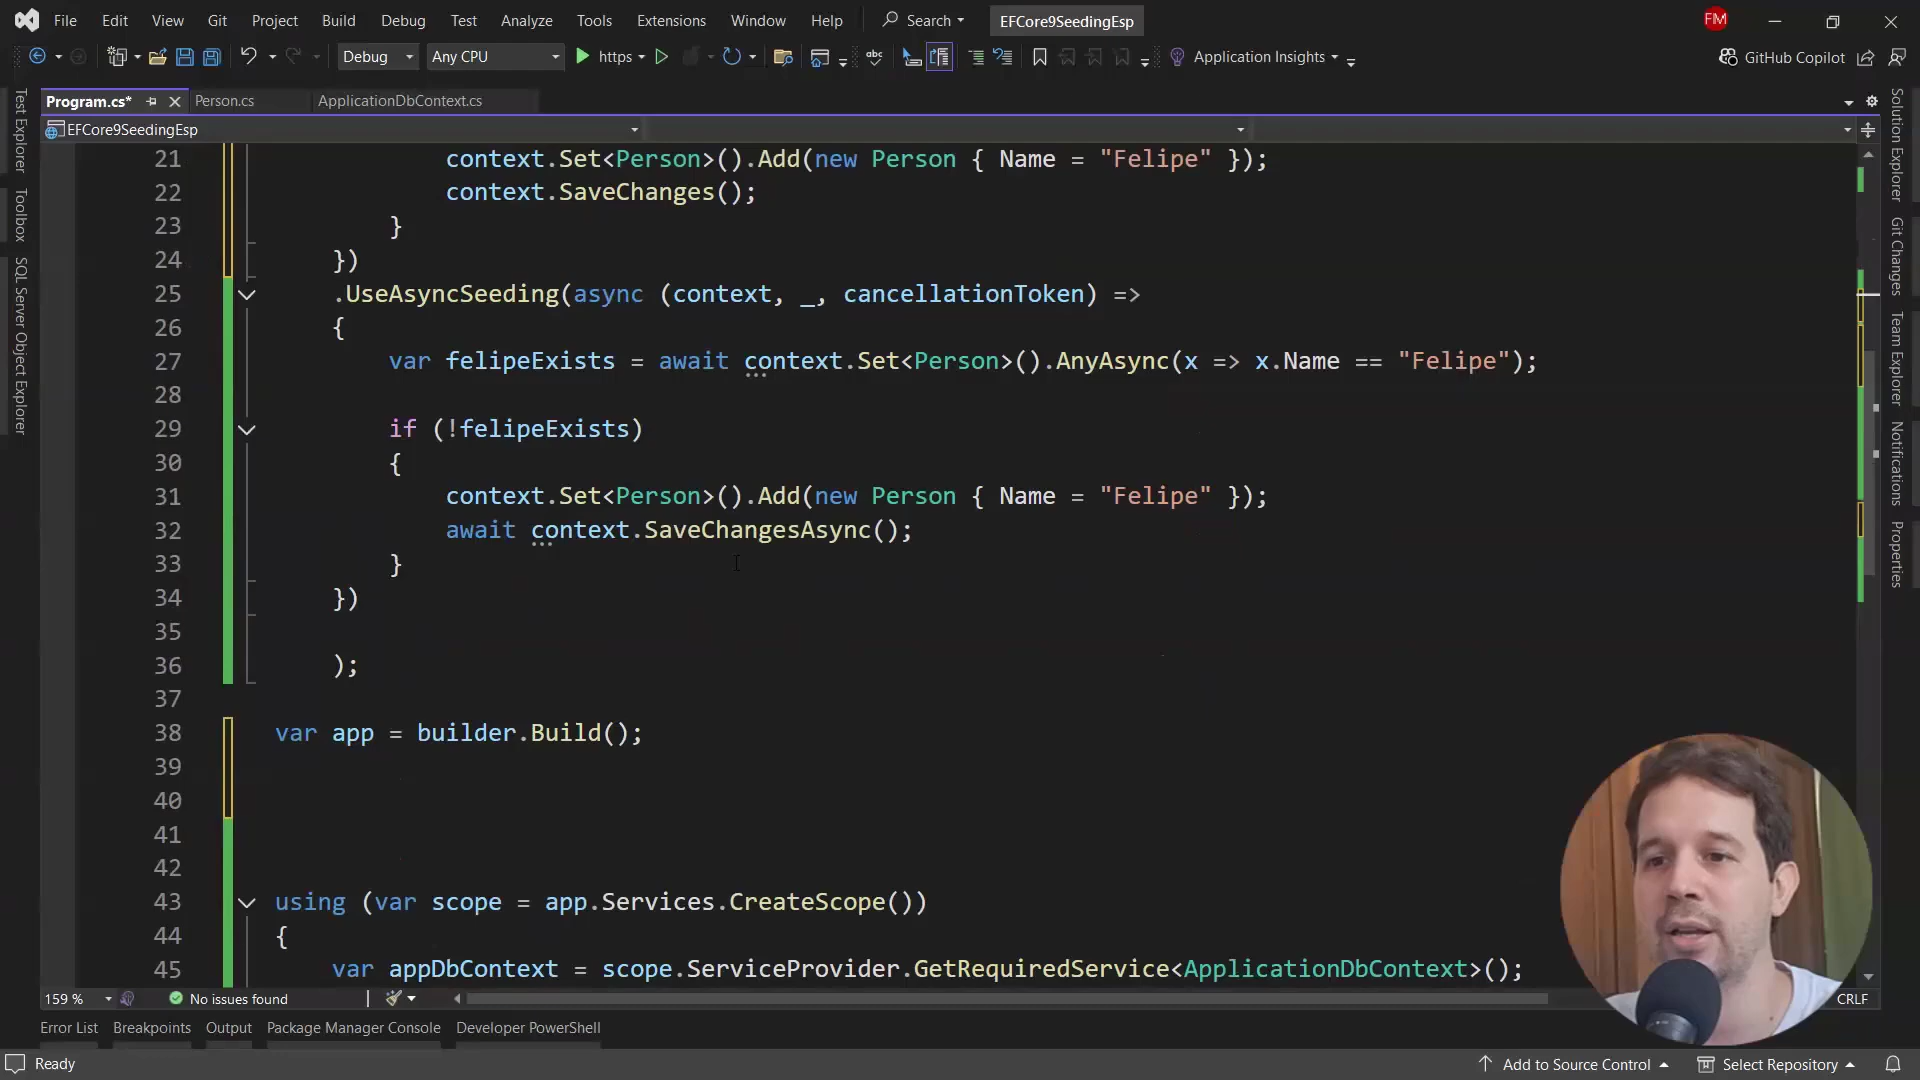 File Edit View Git Project Build Debug Test Analyze Tools Extensions Window Help Search EFCore9SeedingEsp FM
Debug Any CPU https Application Insights GitHub Copilot
Program.cs* Person.cs ApplicationDbContext.cs
EFCore9SeedingEsp
21 context.Set<Person>().Add(new Person { Name = "Felipe" });
22 context.SaveChanges();
23 }
24 })
25 .UseAsyncSeeding(async (context, _, cancellationToken) =>
26 {
27 var felipeExists = await context.Set<Person>().AnyAsync(x => x.Name == "Felipe");
28
29 if (!felipeExists)
30 {
31 context.Set<Person>().Add(new Person { Name = "Felipe" });
32 await context.SaveChangesAsync();
33 }
34 })
35
36 );
37
38 var app = builder.Build();
39
40
41
42
43 using (var scope = app.Services.CreateScope())
44 {
45 var appDbContext = scope.ServiceProvider.GetRequiredService<ApplicationDbContext>();
159 % No issues found CRLF
Error List Breakpoints Output Package Manager Console Developer PowerShell
Ready Add to Source Control Select Repository
Test Explorer
Toolbox
SQL Server Object Explorer
Solution Explorer
Git Changes
Team Explorer
Notifications
Properties